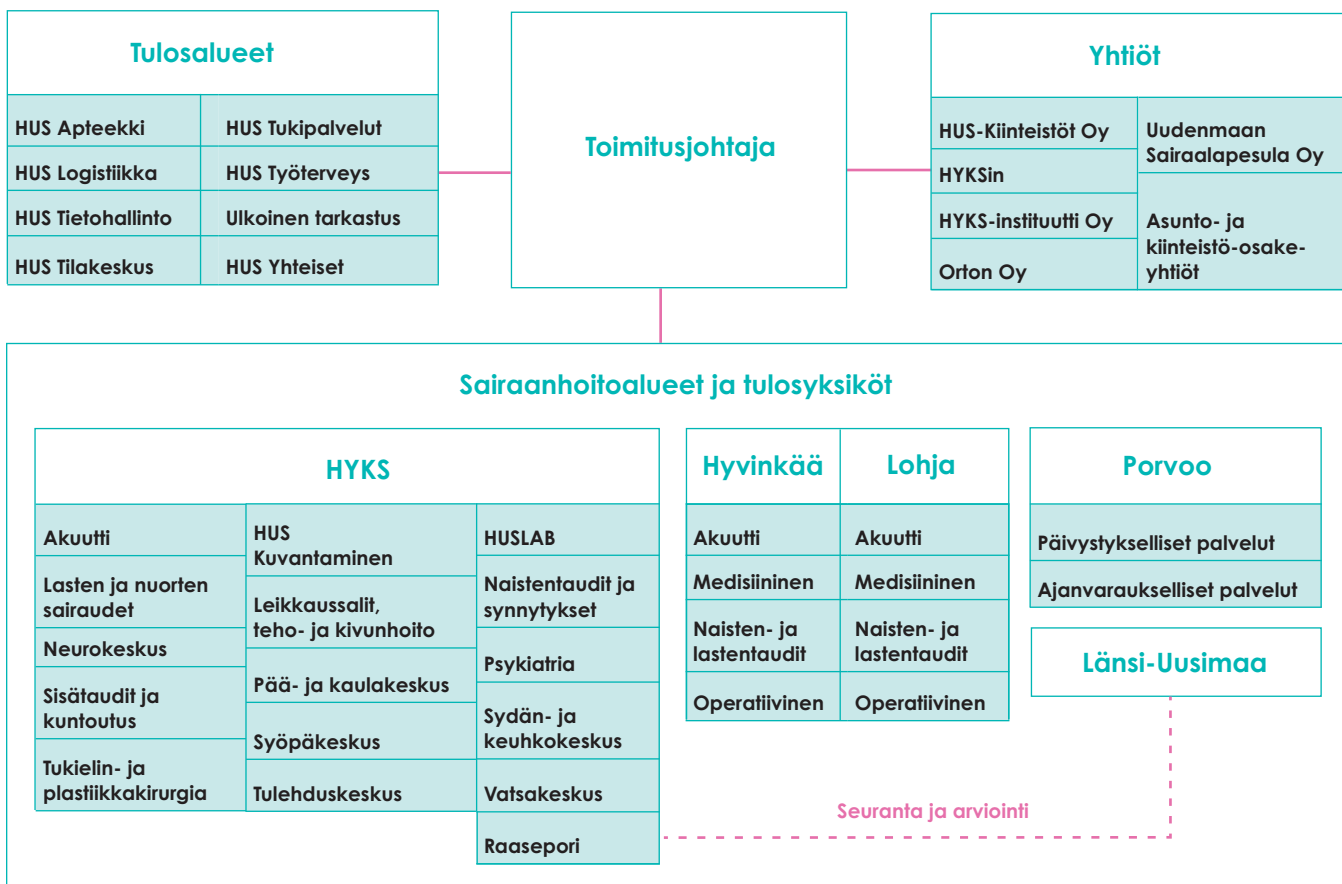 Tulosalueet
HUS Apteekki
HUS Logistiikka
HUS Tietohallinto
HUS Tilakeskus
HUS Tukipalvelut
HUS Työterveys
Ulkoinen tarkastus
HUS Yhteiset
Toimitusjohtaja
Yhtiöt
HUS-Kiinteistöt Oy
HYKSin
HYKS-instituutti Oy
Orton Oy
Uudenmaan
Sairaalapesula Oy
Asunto- ja
kiinteistö-osake-
yhtiöt
Sairaanhoitoalueet ja tulosyksiköt
HYKS
Akuutti
Lasten ja nuorten
sairaudet
Neurokeskus
Sisätaudit ja
kuntoutus
Tukielin- ja
plastiikkakirurgia
HUS
Kuvantaminen
Leikkaussalit,
teho- ja kivunhoito
Pää- ja kaulakeskus
Syöpäkeskus
Tulehduskeskus
HUSLAB
Naistentaudit ja
synnytykset
Psykiatria
Sydän- ja
keuhkokeskus
Vatsakeskus
Raasepori
Hyvinkää
Akuutti
Medisiininen
Naisten- ja
lastentaudit
Operatiivinen
Lohja
Akuutti
Medisiininen
Naisten- ja
lastentaudit
Operatiivinen
Porvoo
Päivystykselliset palvelut
Ajanvaraukselliset palvelut
Länsi-Uusimaa
Seuranta ja arviointi